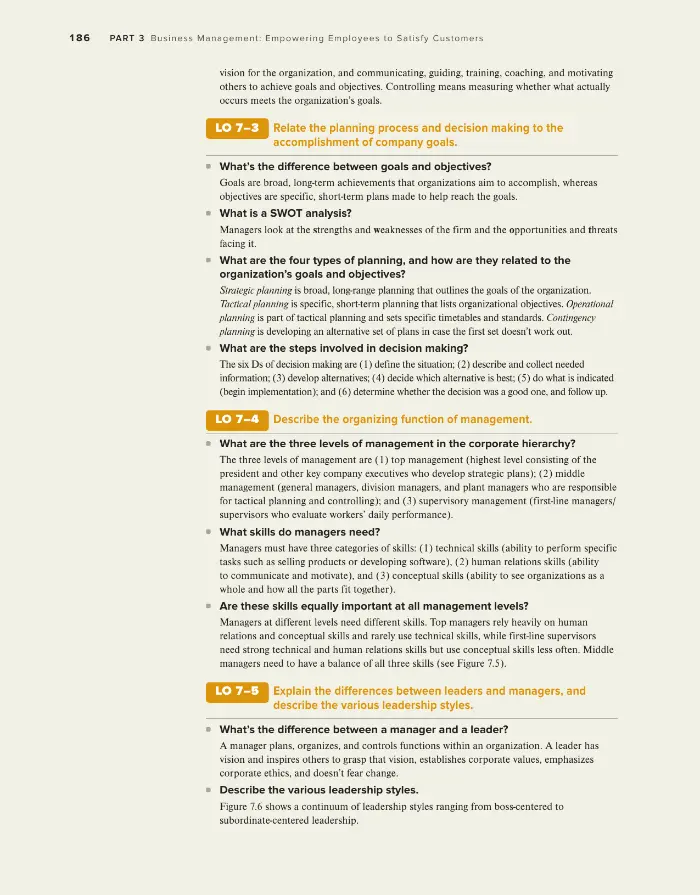 186 PART 3 Business Management: Empowering Employees to Satisfy Customers
vision for the organization, and communicating, guiding, training, coaching, and motivating
others to achieve goals and objectives. Controlling means measuring whether what actually
occurs meets the organization's goals.
LO 7–3 Relate the planning process and decision making to the
accomplishment of company goals.
What's the difference between goals and objectives?
Goals are broad, long-term achievements that organizations aim to accomplish, whereas
objectives are specific, short-term plans made to help reach the goals.
What is a SWOT analysis?
Managers look at the strengths and weaknesses of the firm and the opportunities and threats
facing it.
What are the four types of planning, and how are they related to the
organization's goals and objectives?
Strategic planning is broad, long-range planning that outlines the goals of the organization.
Tactical planning is specific, short-term planning that lists organizational objectives. Operational
planning is part of tactical planning and sets specific timetables and standards. Contingency
planning is developing an alternative set of plans in case the first set doesn't work out.
What are the steps involved in decision making?
The six Ds of decision making are (1) define the situation; (2) describe and collect needed
information; (3) develop alternatives; (4) decide which alternative is best; (5) do what is indicated
(begin implementation); and (6) determine whether the decision was a good one, and follow up.
LO 7–4 Describe the organizing function of management.
What are the three levels of management in the corporate hierarchy?
The three levels of management are (1) top management (highest level consisting of the
president and other key company executives who develop strategic plans); (2) middle
management (general managers, division managers, and plant managers who are responsible
for tactical planning and controlling); and (3) supervisory management (first-line managers/
supervisors who evaluate workers' daily performance).
What skills do managers need?
Managers must have three categories of skills: (1) technical skills (ability to perform specific
tasks such as selling products or developing software), (2) human relations skills (ability
to communicate and motivate), and (3) conceptual skills (ability to see organizations as a
whole and how all the parts fit together).
Are these skills equally important at all management levels?
Managers at different levels need different skills. Top managers rely heavily on human
relations and conceptual skills and rarely use technical skills, while first-line supervisors
need strong technical and human relations skills but use conceptual skills less often. Middle
managers need to have a balance of all three skills (see Figure 7.5).
LO 7–5 Explain the differences between leaders and managers, and
describe the various leadership styles.
What's the difference between a manager and a leader?
A manager plans, organizes, and controls functions within an organization. A leader has
vision and inspires others to grasp that vision, establishes corporate values, emphasizes
corporate ethics, and doesn't fear change.
Describe the various leadership styles.
Figure 7.6 shows a continuum of leadership styles ranging from boss-centered to
subordinate-centered leadership.